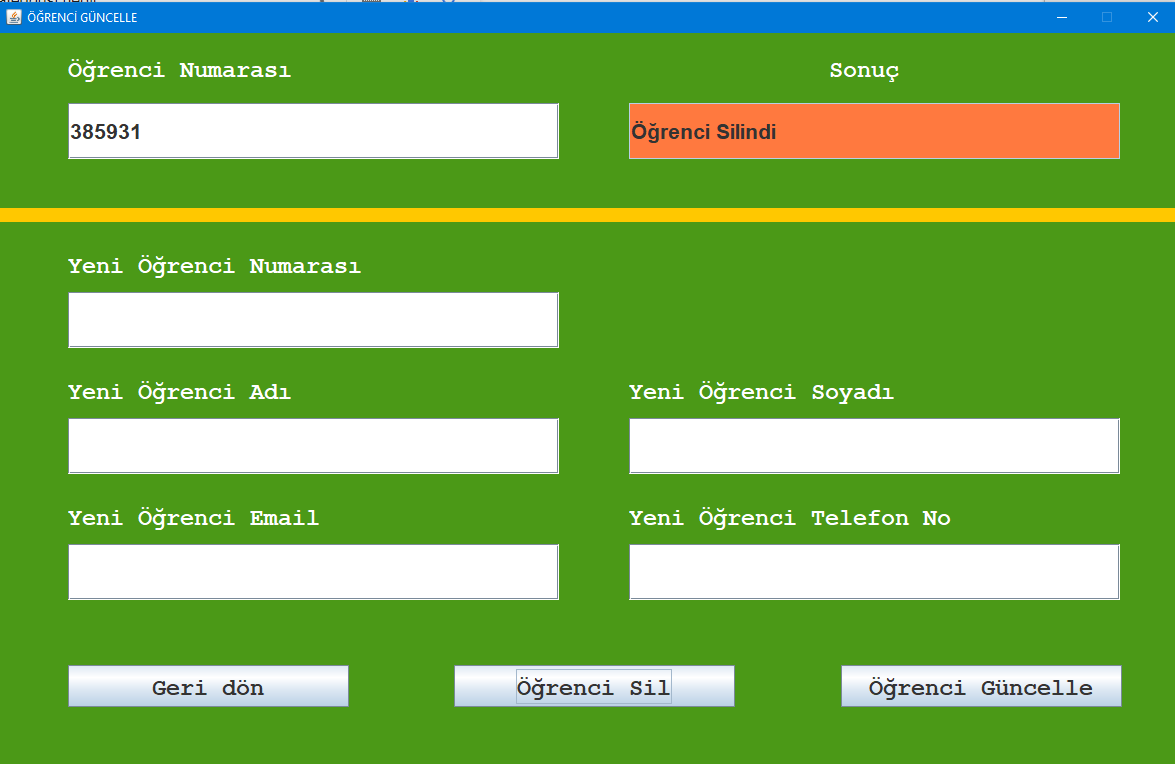 ÖĞRENCİ GÜNCELLE
Öğrenci Numarası
Sonuç
385931
Öğrenci Silindi
Yeni Öğrenci Numarası
Yeni Öğrenci Adı
Yeni Öğrenci Soyadı
Yeni Öğrenci Email
Yeni Öğrenci Telefon No
Geri dön
Öğrenci Sil
Öğrenci Güncelle